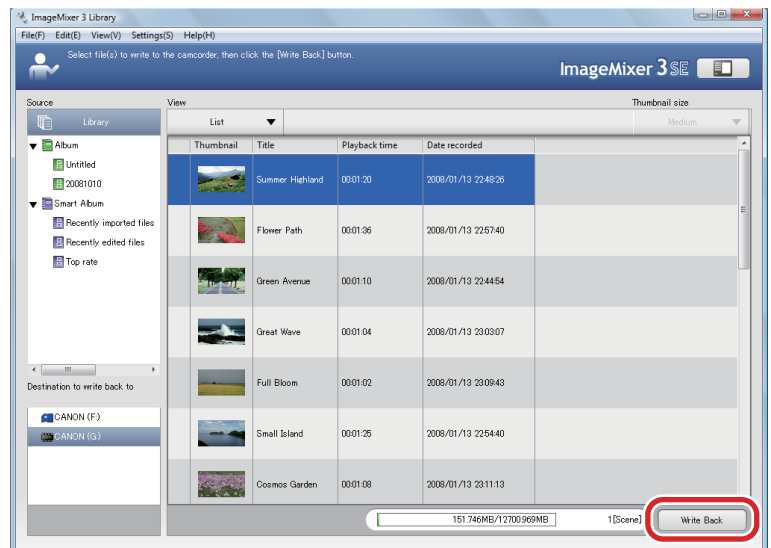 ImageMixer 3 Library
File(F) Edit(E) View(V) Settings(S) Help(H)
Select file(s) to write to the camcorder, then click the [Write Back] button.
ImageMixer 3 SE
Source View Thumbnail size
Library List Medium
Album
Untitled
20081010
Smart Album
Recently imported files
Recently edited files
Top rate
Thumbnail Title Playback time Date recorded
Summer Highland 00:01:20 2008/01/13 22:48:26
Flower Path 00:01:36 2008/01/13 22:57:40
Green Avenue 00:01:10 2008/01/13 22:44:54
Great Wave 00:01:04 2008/01/13 23:03:07
Full Bloom 00:01:02 2008/01/13 23:09:43
Small Island 00:01:25 2008/01/13 22:54:40
Cosmos Garden 00:01:08 2008/01/13 23:11:13
Destination to write back to
CANON (F:)
CANON (G:)
151.746MB/12700.969MB 1[Scene] Write Back